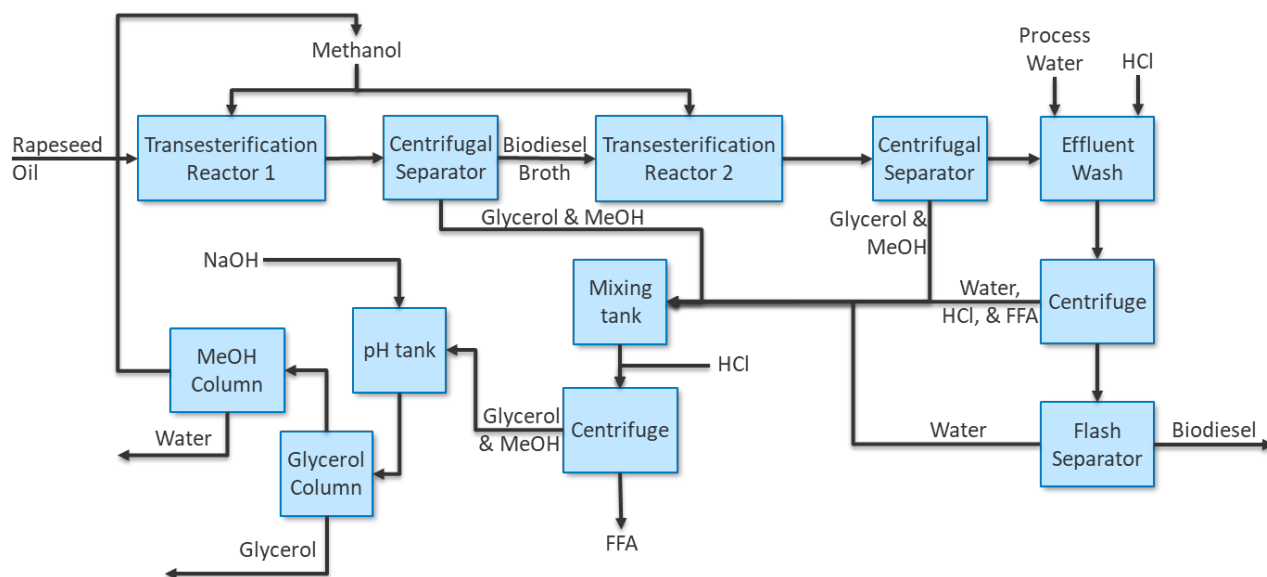 Methanol
Process
Water
HCl
Rapeseed
Oil
Transesterification
Reactor 1
Centrifugal
Separator
Biodiesel
Broth
Transesterification
Reactor 2
Centrifugal
Separator
Effluent
Wash
Glycerol & MeOH
Glycerol &
MeOH
NaOH
Mixing
tank
Water,
HCl, & FFA
Centrifuge
MeOH
Column
pH tank
HCl
Water
Glycerol
Column
Glycerol
& MeOH
Centrifuge
Water
Flash
Separator
Biodiesel
Glycerol
FFA